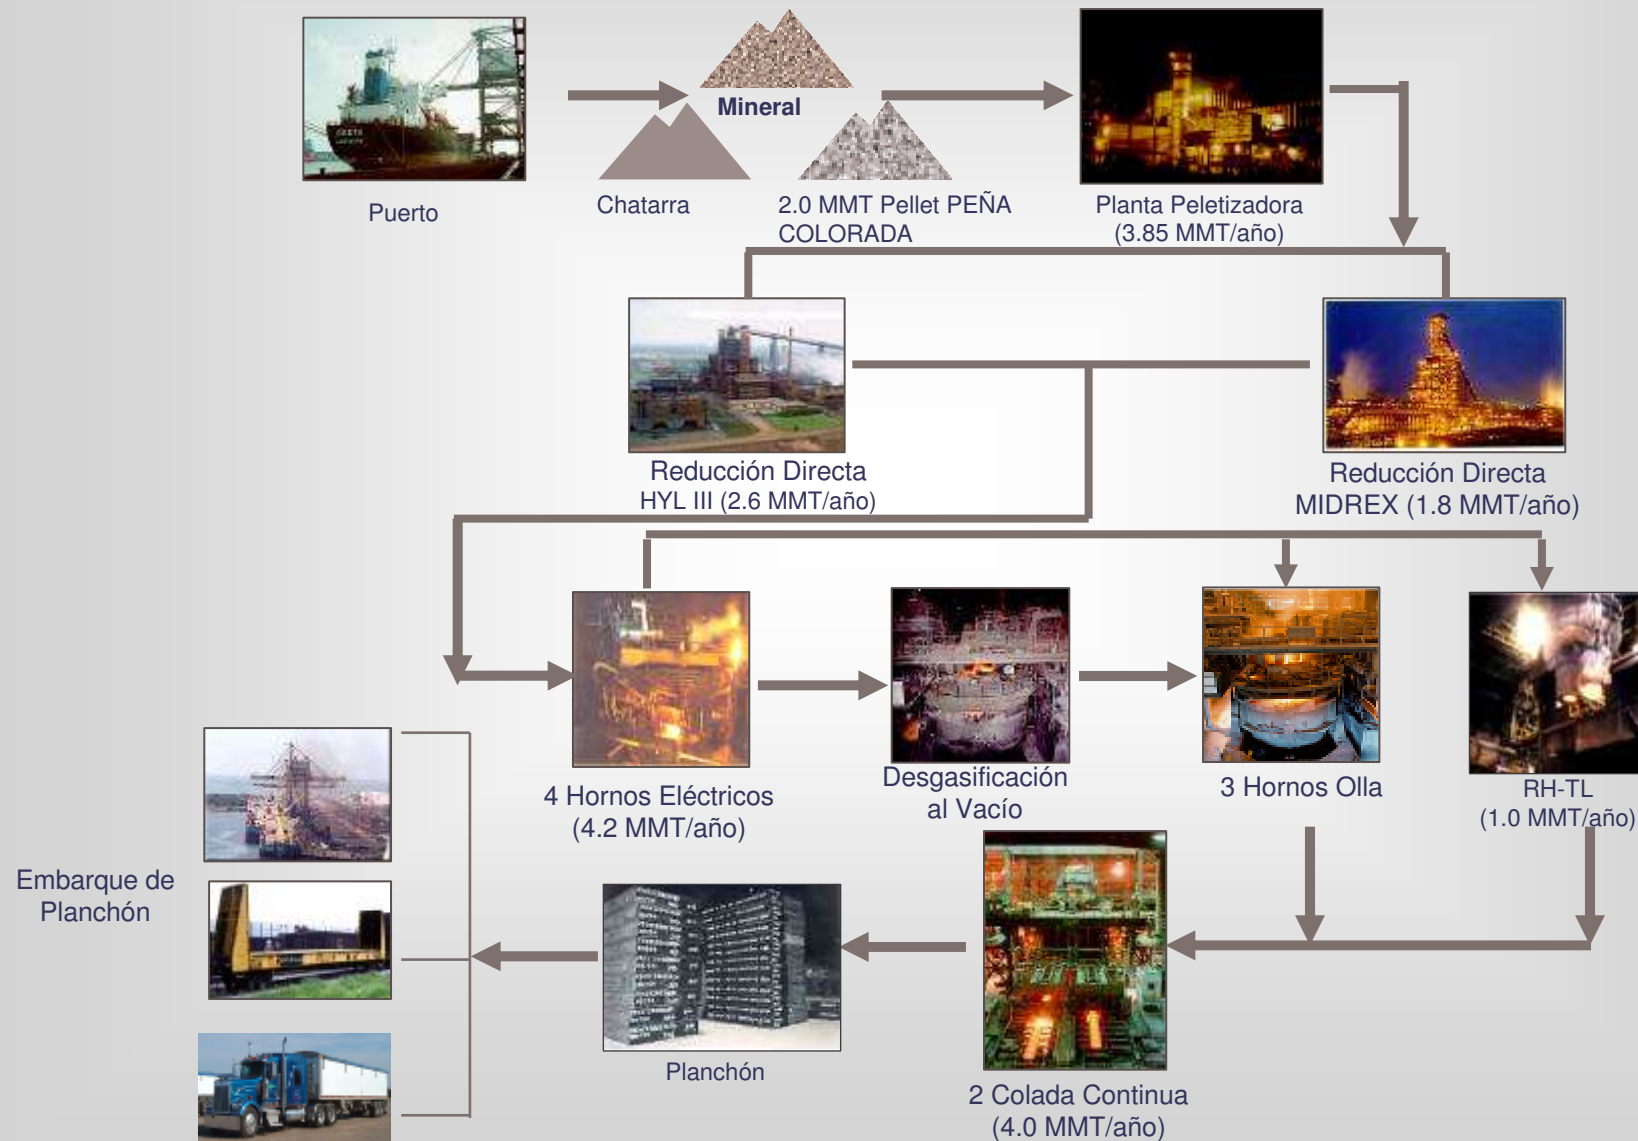 Mineral
Puerto
Chatarra
2.0 MMT Pellet PEÑA
COLORADA
Planta Peletizadora
(3.85 MMT/año)
Reducción Directa
HYL III (2.6 MMT/año)
Reducción Directa
MIDREX (1.8 MMT/año)
4 Hornos Eléctricos
(4.2 MMT/año)
Desgasificación
al Vacío
3 Hornos Olla
RH-TL
(1.0 MMT/año)
Embarque de
Planchón
Planchón
2 Colada Continua
(4.0 MMT/año)